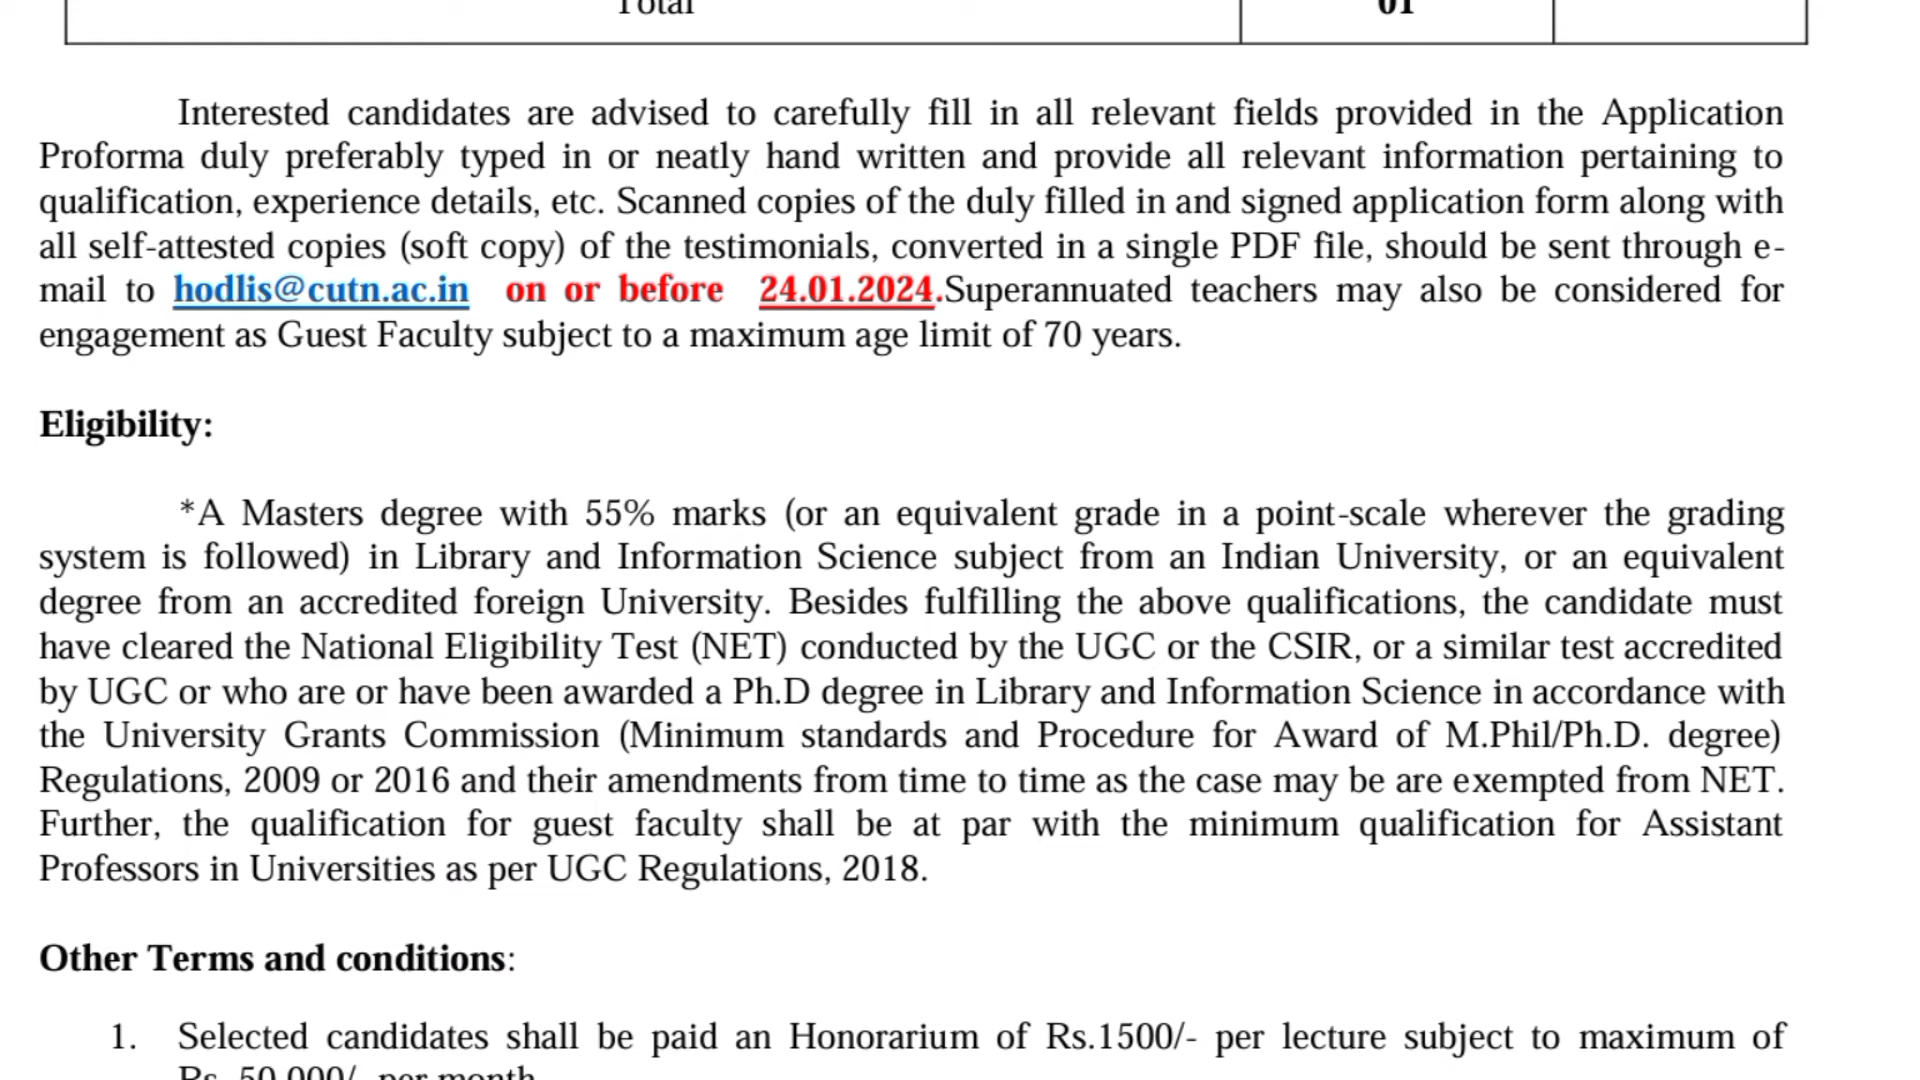 Total 01
Interested candidates are advised to carefully fill in all relevant fields provided in the Application
Proforma duly preferably typed in or neatly hand written and provide all relevant information pertaining to
qualification, experience details, etc. Scanned copies of the duly filled in and signed application form along with
all self-attested copies (soft copy) of the testimonials, converted in a single PDF file, should be sent through e-
mail to hodlis@cutn.ac.in on or before 24.01.2024.Superannuated teachers may also be considered for
engagement as Guest Faculty subject to a maximum age limit of 70 years.
Eligibility:
*A Masters degree with 55% marks (or an equivalent grade in a point-scale wherever the grading
system is followed) in Library and Information Science subject from an Indian University, or an equivalent
degree from an accredited foreign University. Besides fulfilling the above qualifications, the candidate must
have cleared the National Eligibility Test (NET) conducted by the UGC or the CSIR, or a similar test accredited
by UGC or who are or have been awarded a Ph.D degree in Library and Information Science in accordance with
the University Grants Commission (Minimum standards and Procedure for Award of M.Phil/Ph.D. degree)
Regulations, 2009 or 2016 and their amendments from time to time as the case may be are exempted from NET.
Further, the qualification for guest faculty shall be at par with the minimum qualification for Assistant
Professors in Universities as per UGC Regulations, 2018.
Other Terms and conditions:
1. Selected candidates shall be paid an Honorarium of Rs.1500/- per lecture subject to maximum of
Rs. 50,000/- per month